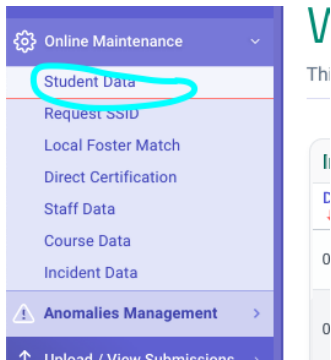 Online Maintenance
Student Data
Request SSID
Local Foster Match
Direct Certification
Staff Data
Course Data
Incident Data
Anomalies Management
Upload / View Submissions